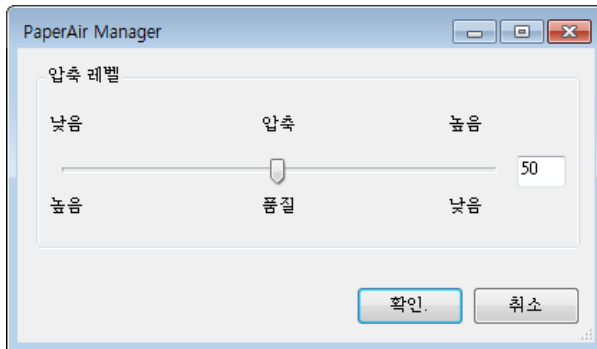 PaperAir Manager
압축 레벨
낮음 압축 높음
50
높음 품질 낮음
확인. 취소